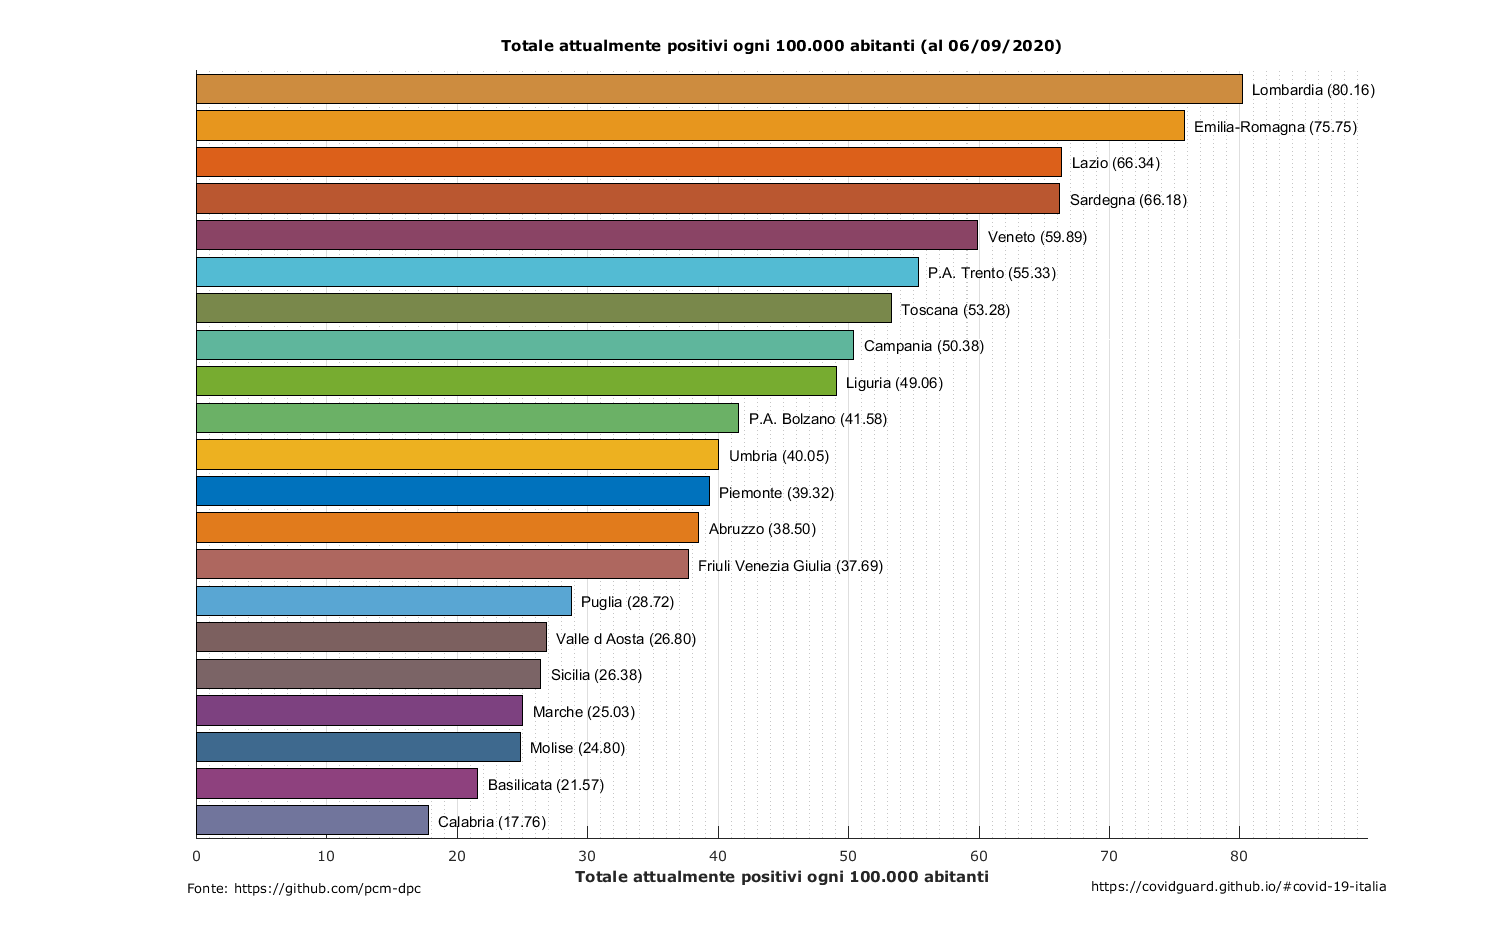 Totale attualmente positivi ogni 100.000 abitanti (al 06/09/2020)
Lombardia (80.16)
Emilia-Romagna (75.75)
Lazio (66.34)
Sardegna (66.18)
Veneto (59.89)
P.A. Trento (55.33)
Toscana (53.28)
Campania (50.38)
Liguria (49.06)
P.A. Bolzano (41.58)
Umbria (40.05)
Piemonte (39.32)
Abruzzo (38.50)
Friuli Venezia Giulia (37.69)
Puglia (28.72)
Valle d Aosta (26.80)
Sicilia (26.38)
Marche (25.03)
Molise (24.80)
Basilicata (21.57)
Calabria (17.76)
0 10 20 30 40 50 60 70 80
Totale attualmente positivi ogni 100.000 abitanti
Fonte: https://github.com/pcm-dpc
https://covidguard.github.io/#covid-19-italia